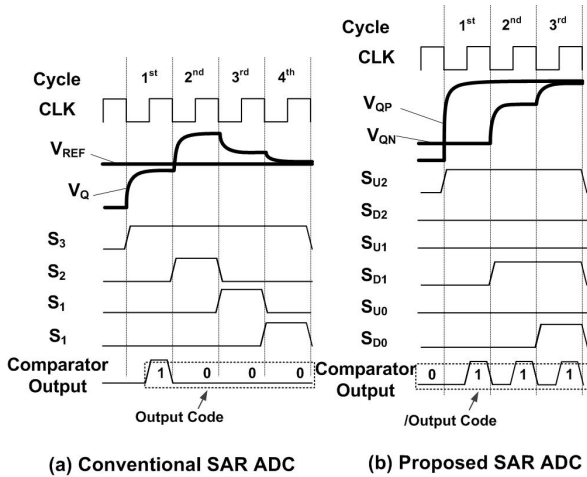 Cycle 1st 2nd 3rd 4th
CLK
VREF
VQ
S3
S2
S1
S1
Comparator
Output
1 0 0 0
Output Code
(a) Conventional SAR ADC
Cycle 1st 2nd 3rd
CLK
VQP
VQN
SU2
SD2
SU1
SD1
SU0
SD0
Comparator
Output
0 1 1 1
/Output Code
(b) Proposed SAR ADC